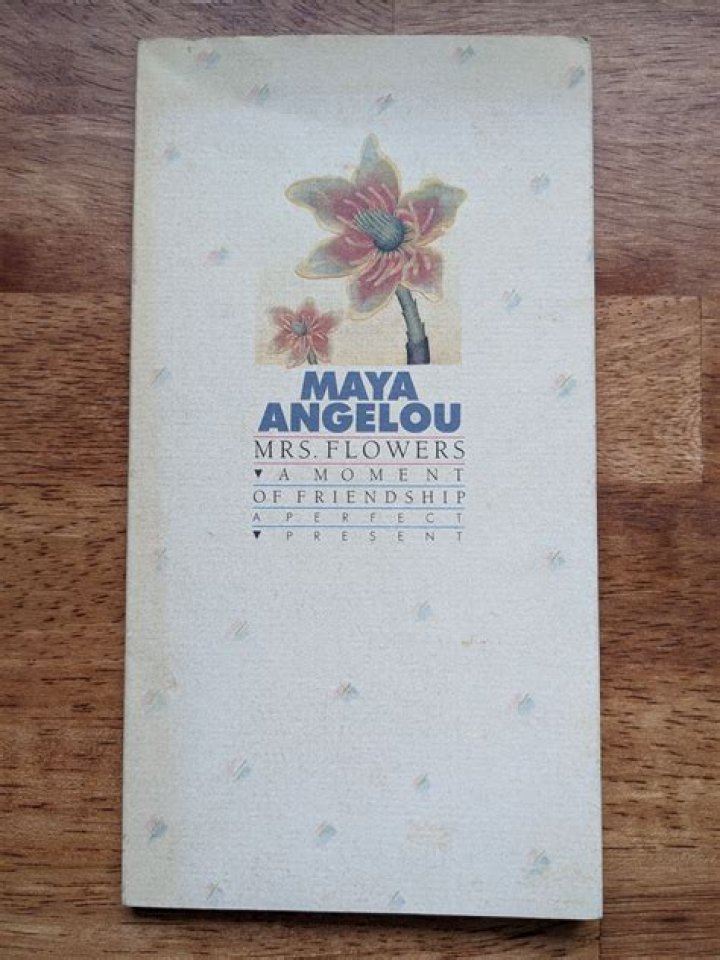 MAYA
ANGELOU
MRS. FLOWERS
▼ A MOMENT
OF FRIENDSHIP
A PERFECT
▼ PRESENT